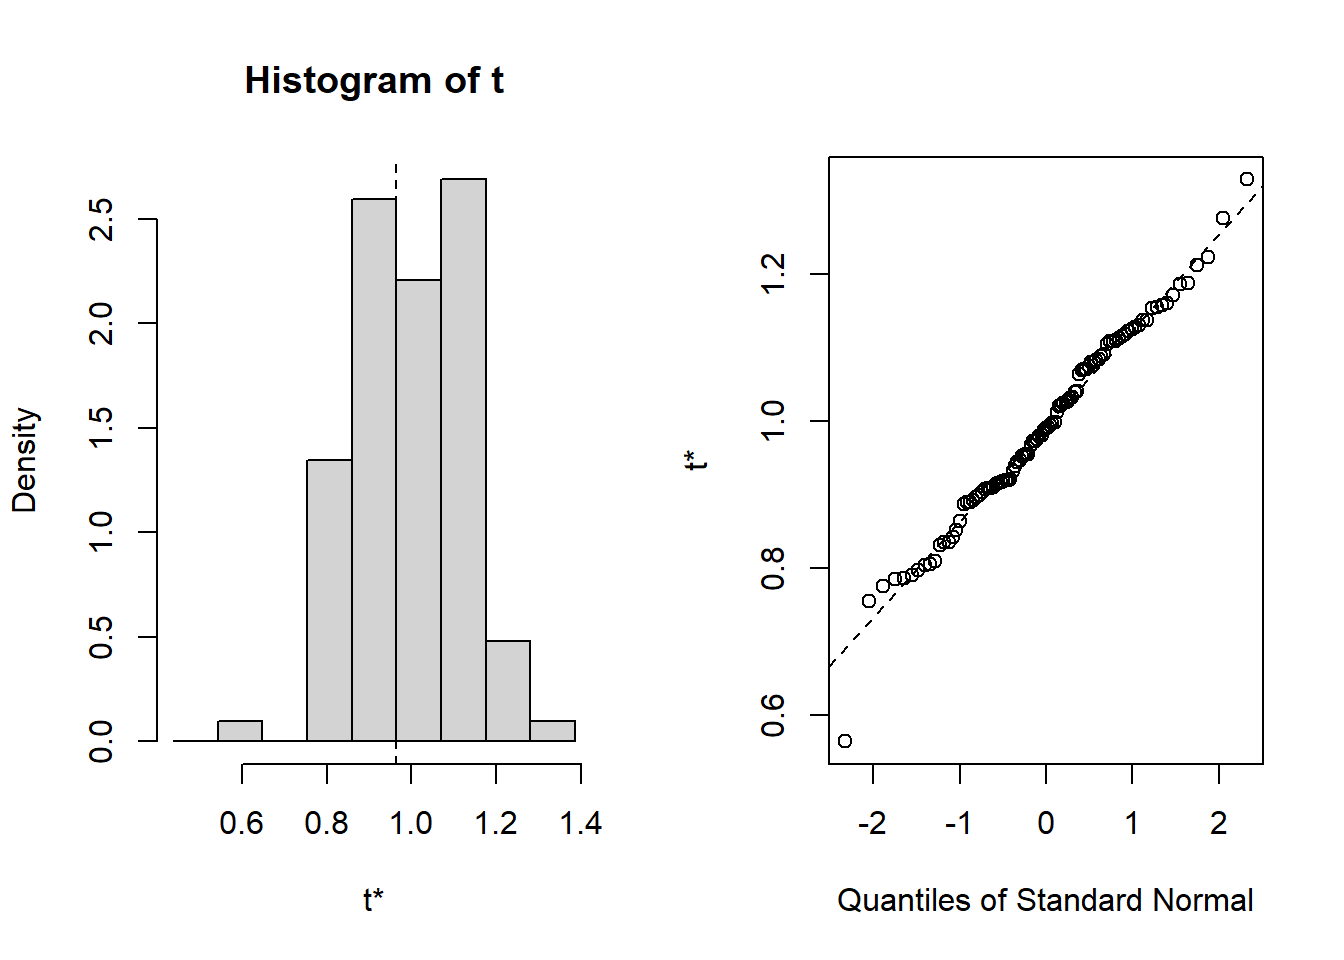 Histogram of t
Density
0.0 0.5 1.0 1.5 2.0 2.5
0.6 0.8 1.0 1.2 1.4
t*
t*
0.6 0.8 1.0 1.2
-2 -1 0 1 2
Quantiles of Standard Normal